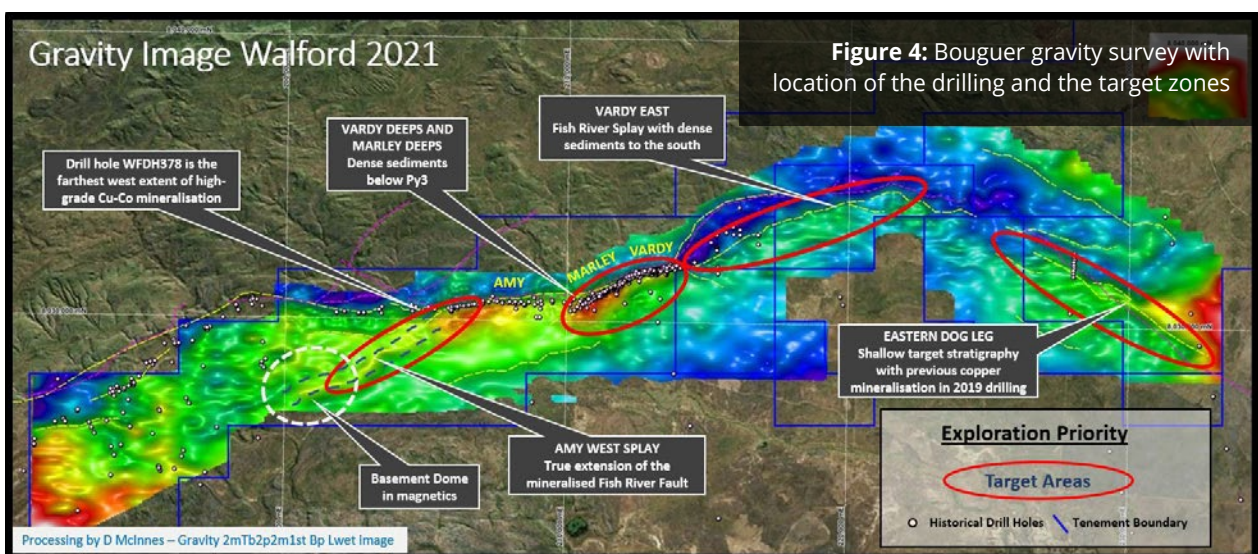 Gravity Image Walford 2021
Figure 4: Bouguer gravity survey with
location of the drilling and the target zones
VARDY EAST
Fish River Splay with dense
sediments to the south
VARDY DEEPS AND
MARLEY DEEPS
Dense sediments
below Py3
Drill hole WFDH378 is the
farthest west extent of high-
grade Cu-Co mineralisation
AMY
MARLEY
VARDY
EASTERN DOG LEG
Shallow target stratigraphy
with previous copper
mineralisation in 2019 drilling
AMY WEST SPLAY
True extension of the
mineralised Fish River Fault
Basement Dome
in magnetics
Exploration Priority
Target Areas
Historical Drill Holes
Tenement Boundary
Processing by D McInnes – Gravity 2mTb2p2m1st Bp Lwet image